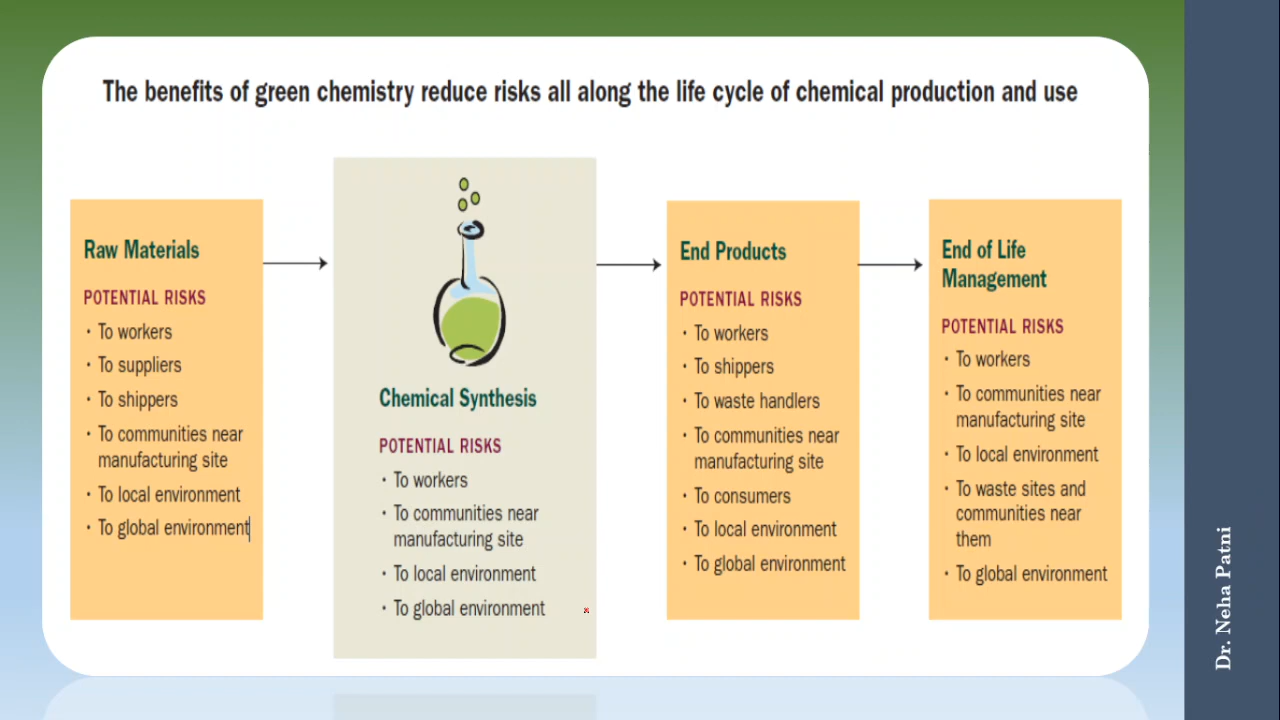 The benefits of green chemistry reduce risks all along the life cycle of chemical production and use
Raw Materials
POTENTIAL RISKS
· To workers
· To suppliers
· To shippers
· To communities near
manufacturing site
· To local environment
· To global environment
Chemical Synthesis
POTENTIAL RISKS
· To workers
· To communities near
manufacturing site
· To local environment
· To global environment
End Products
POTENTIAL RISKS
· To workers
· To shippers
· To waste handlers
· To communities near
manufacturing site
· To consumers
· To local environment
· To global environment
End of Life
Management
POTENTIAL RISKS
· To workers
· To communities near
manufacturing site
· To local environment
· To waste sites and
communities near
them
· To global environment
Dr. Neha Patni